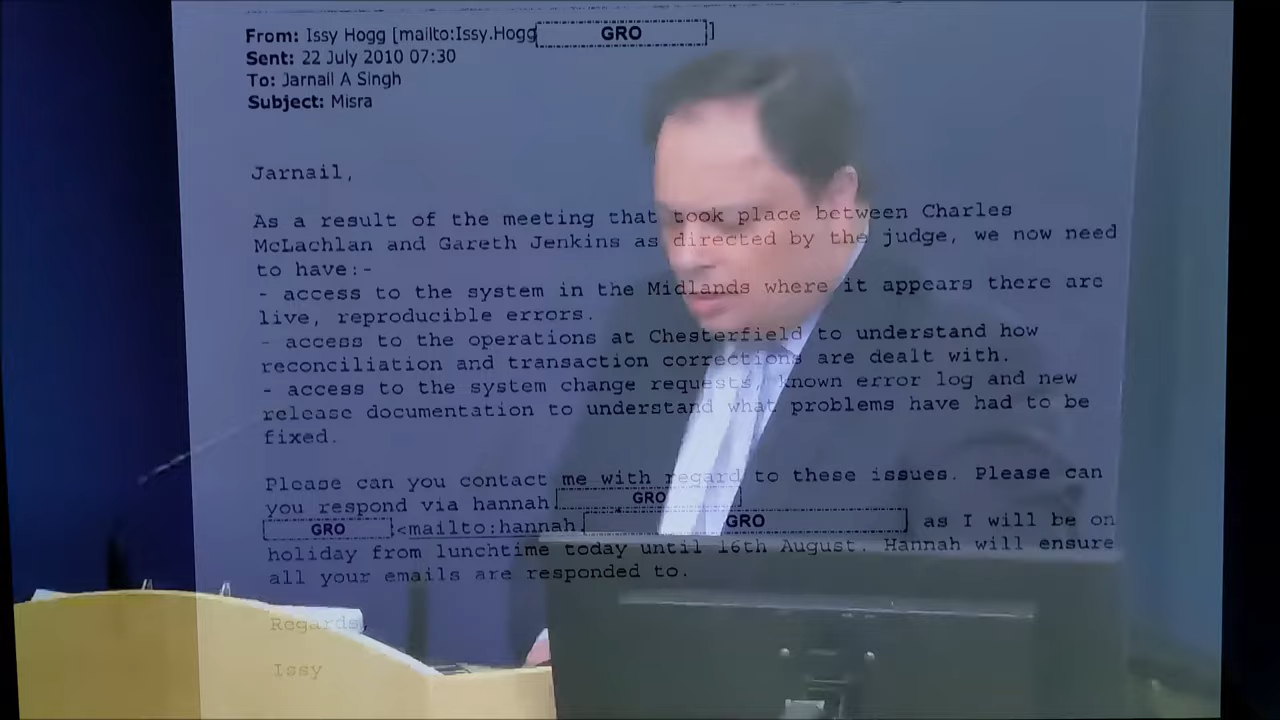 From: Issy Hogg [mailto:Issy.Hogg GRO ]
Sent: 22 July 2010 07:30
To: Jarnail A Singh
Subject: Misra
Jarnail,
As a result of the meeting that took place between Charles
McLachlan and Gareth Jenkins as directed by the judge, we now need
to have:-
- access to the system in the Midlands where it appears there are
live, reproducible errors.
- access to the operations at Chesterfield to understand how
reconciliation and transaction corrections are dealt with.
- access to the system change requests, known error log and new
release documentation to understand what problems have had to be
fixed.
Please can you contact me with regard to these issues. Please can
you respond via hannah GRO
GRO <mailto:hannah. GRO as I will be on
holiday from lunchtime today until 16th August. Hannah will ensure
all your emails are responded to.
Regards,
Issy